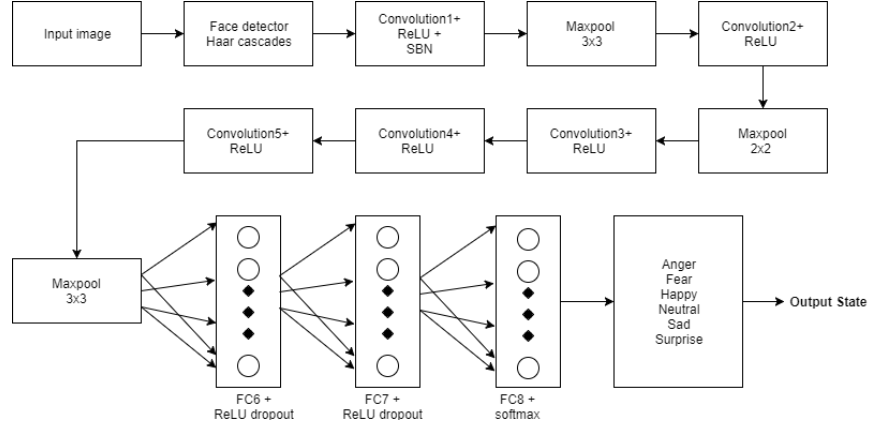 Input image
Face detector
Haar cascades
Convolution1+
ReLU +
SBN
Maxpool
3x3
Convolution2+
ReLU
Maxpool
2x2
Convolution3+
ReLU
Convolution4+
ReLU
Convolution5+
ReLU
Maxpool
3x3
FC6 +
ReLU dropout
FC7 +
ReLU dropout
FC8 +
softmax
Anger
Fear
Happy
Neutral
Sad
Surprise
Output State